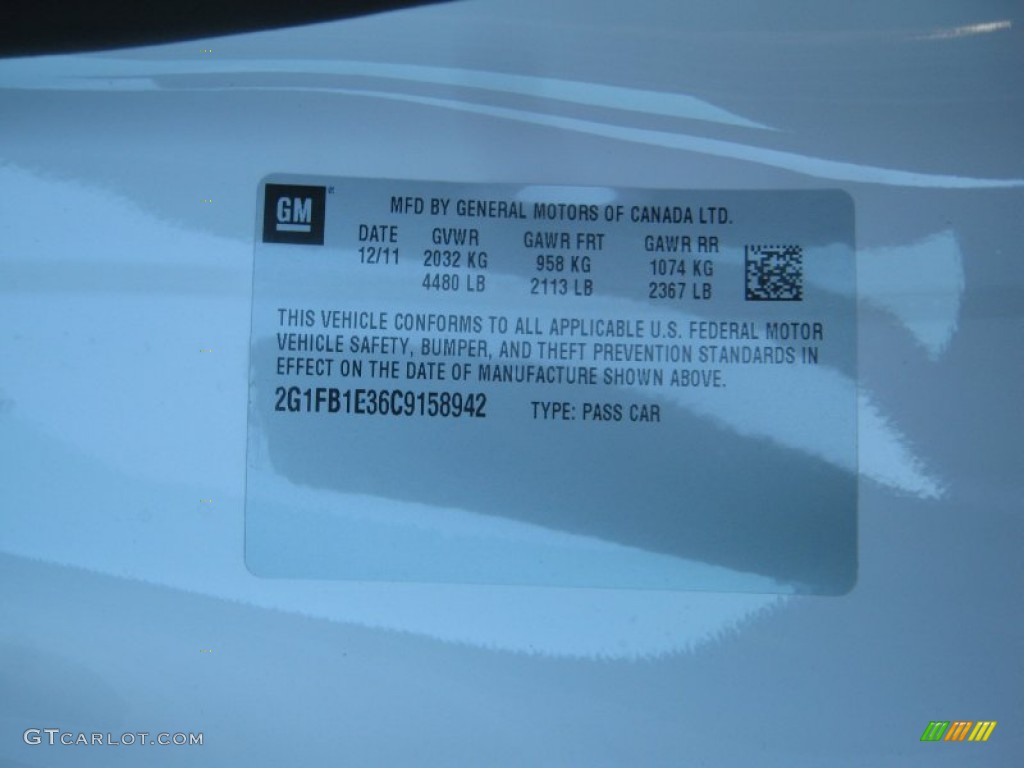 GM
MFD BY GENERAL MOTORS OF CANADA LTD.
DATE GVWR GAWR FRT GAWR RR
12/11 2032 KG 958 KG 1074 KG
4480 LB 2113 LB 2367 LB
THIS VEHICLE CONFORMS TO ALL APPLICABLE U.S. FEDERAL MOTOR
VEHICLE SAFETY, BUMPER, AND THEFT PREVENTION STANDARDS IN
EFFECT ON THE DATE OF MANUFACTURE SHOWN ABOVE.
2G1FB1E36C9158942 TYPE: PASS CAR
GTCARLOT.COM